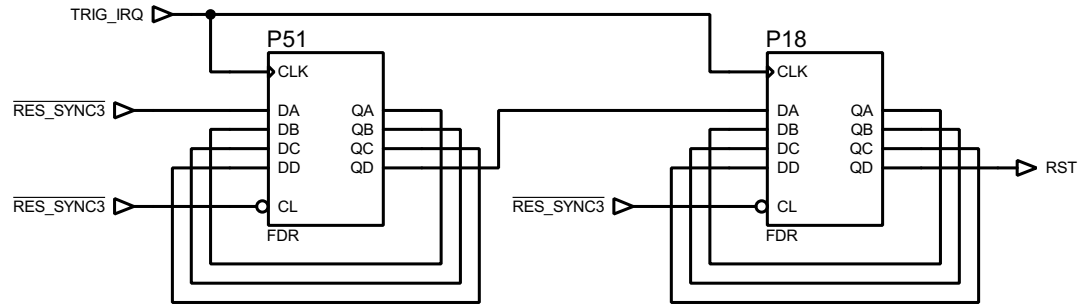 TRIG_IRQ
P51
P18
CLK
CLK
RES_SYNC3
DA QA
DB QB
DC QC
DD QD
DA QA
DB QB
DC QC
DD QD
RST
RES_SYNC3
CL
RES_SYNC3
CL
FDR
FDR